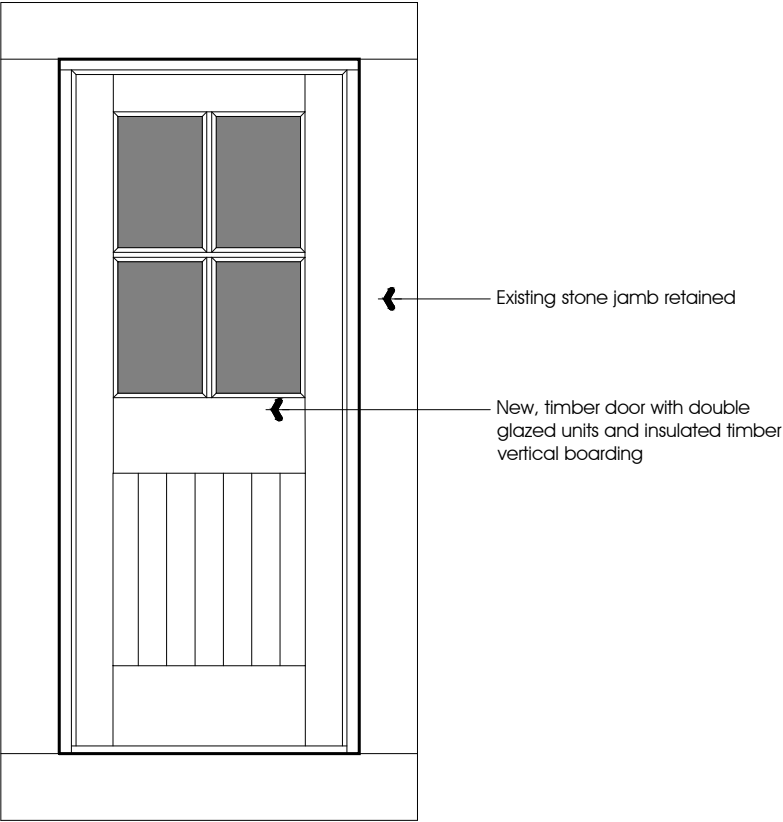 Existing stone jamb retained
New, timber door with double
glazed units and insulated timber
vertical boarding